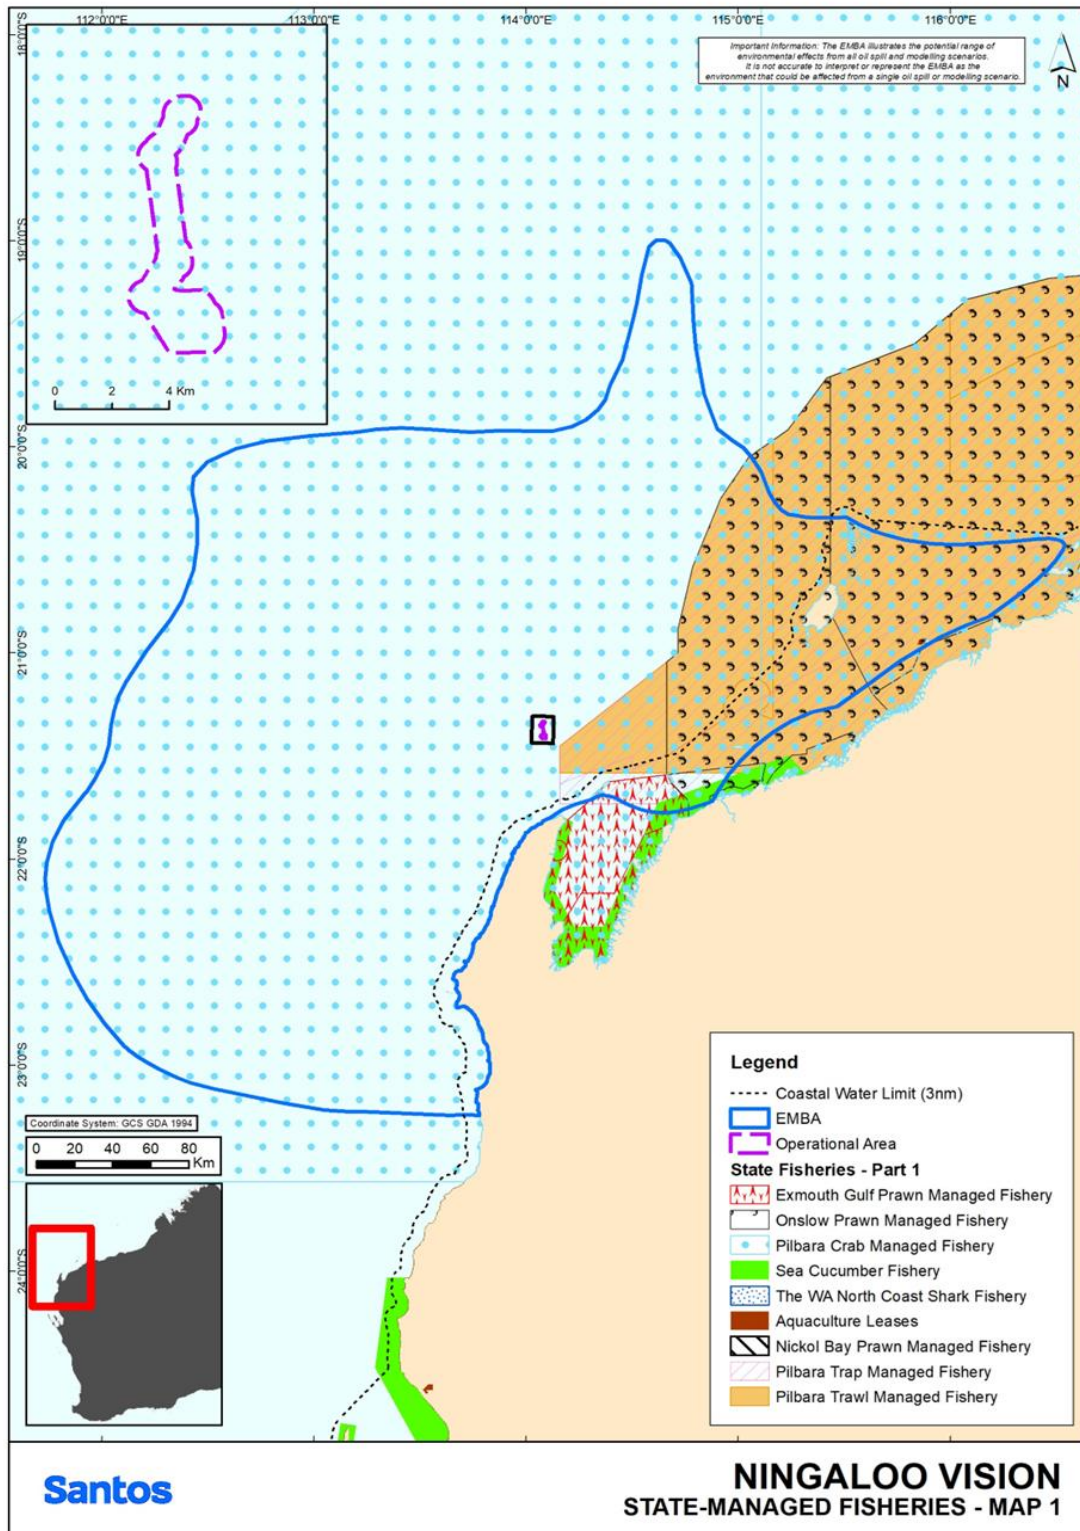 112°0'0"E
113°0'0"E
114°0'0"E
115°0'0"E
116°0'0"E
18°0'0"S
19°0'0"S
20°0'0"S
21°0'0"S
22°0'0"S
23°0'0"S
24°0'0"S
Important Information: The EMBA illustrates the potential range of
environmental effects from all oil spill and modelling scenarios.
It is not accurate to interpret or represent the EMBA as the
environment that could be affected from a single oil spill or modelling scenario.
N
0 2 4 Km
Coordinate System: GCS GDA 1994
0 20 40 60 80
Km
Legend
Coastal Water Limit (3nm)
EMBA
Operational Area
State Fisheries - Part 1
Exmouth Gulf Prawn Managed Fishery
Onslow Prawn Managed Fishery
Pilbara Crab Managed Fishery
Sea Cucumber Fishery
The WA North Coast Shark Fishery
Aquaculture Leases
Nickol Bay Prawn Managed Fishery
Pilbara Trap Managed Fishery
Pilbara Trawl Managed Fishery
Santos
NINGALOO VISION
STATE-MANAGED FISHERIES - MAP 1